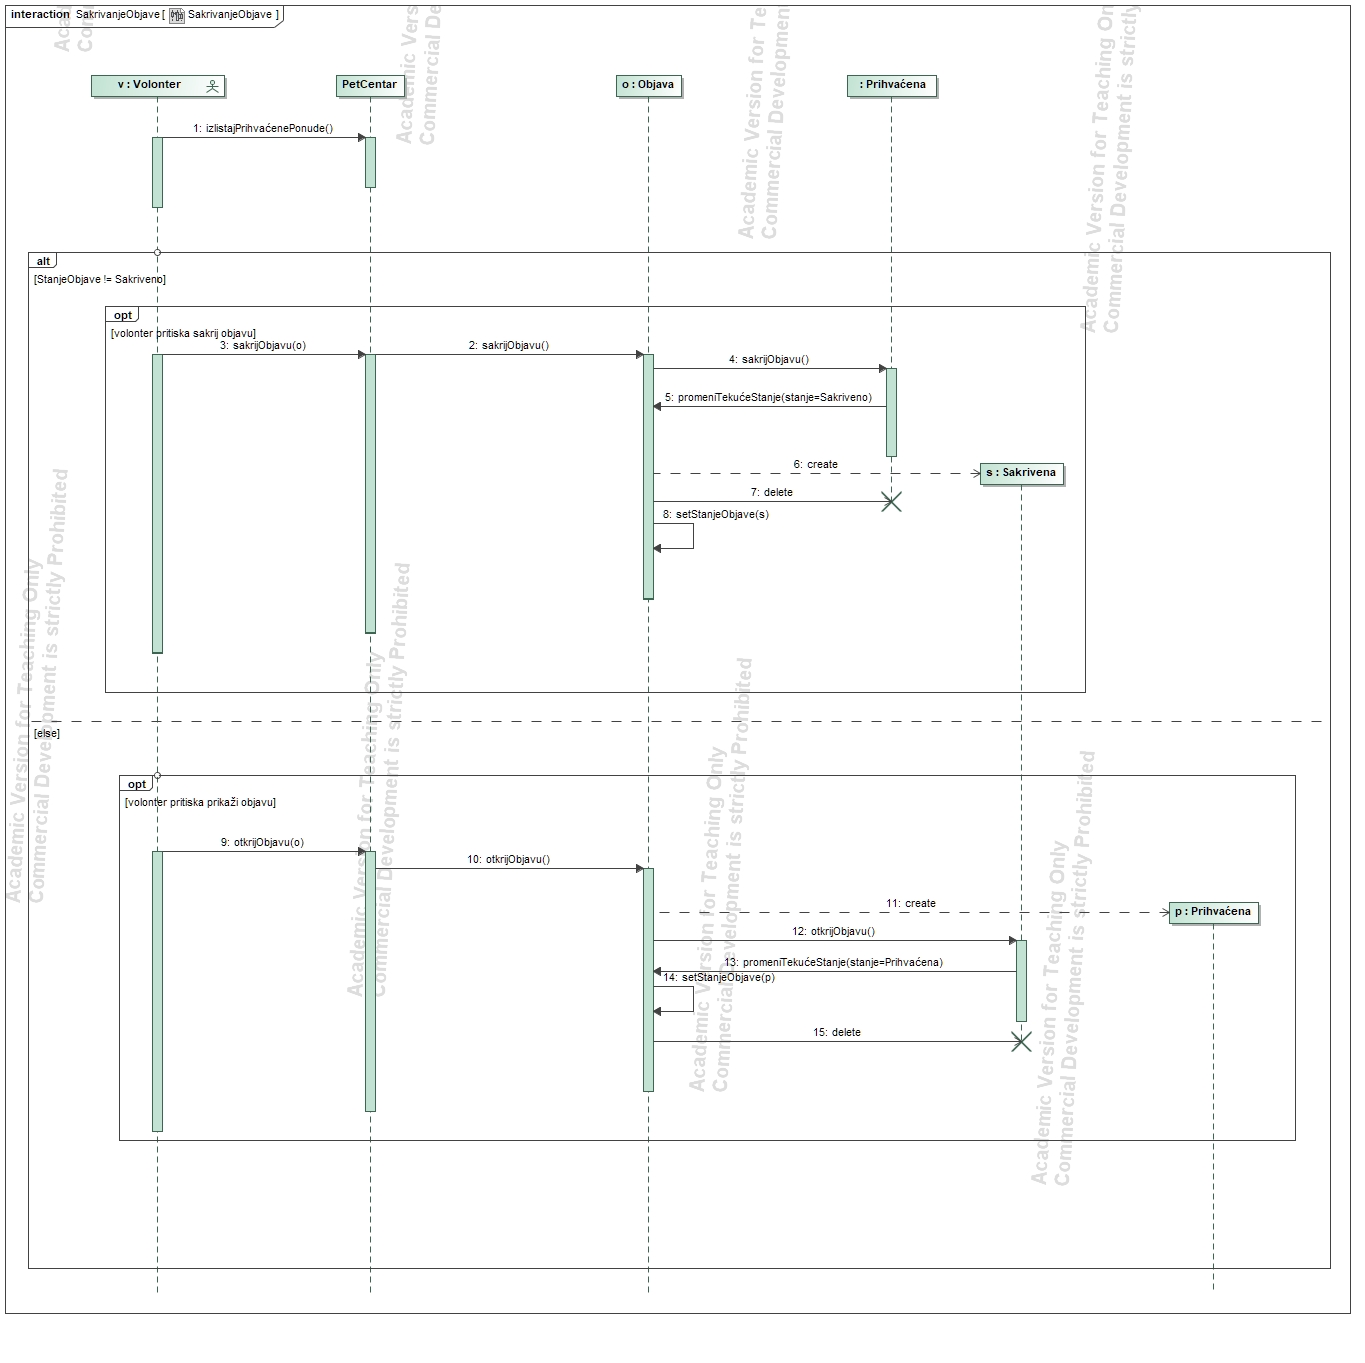 interaction SakrivanjeObjave [ SakrivanjeObjave ]
v : Volonter
PetCentar
o : Objava
: Prihvaćena
1: izlistajPrihvaćenePonude()
alt
[StanjeObjave != Sakriveno]
opt
[volonter pritiska sakrij objavu]
3: sakrijObjavu(o)
2: sakrijObjavu()
4: sakrijObjavu()
5: promeniTekućeStanje(stanje=Sakriveno)
6: create
s : Sakrivena
7: delete
8: setStanjeObjave(s)
[else]
opt
[volonter pritiska prikaži objavu]
9: otkrijObjavu(o)
10: otkrijObjavu()
11: create
p : Prihvaćena
12: otkrijObjavu()
13: promeniTekućeStanje(stanje=Prihvaćena)
14: setStanjeObjave(p)
15: delete
Academic Version for Teaching Only
Commercial Development is strictly Prohibited
Academic Version for Teaching Only
Commercial Development is strictly Prohibited
Academic Version for Teaching Only
Commercial Development is strictly Prohibited
Academic Version for Teaching Only
Commercial Development is strictly Prohibited